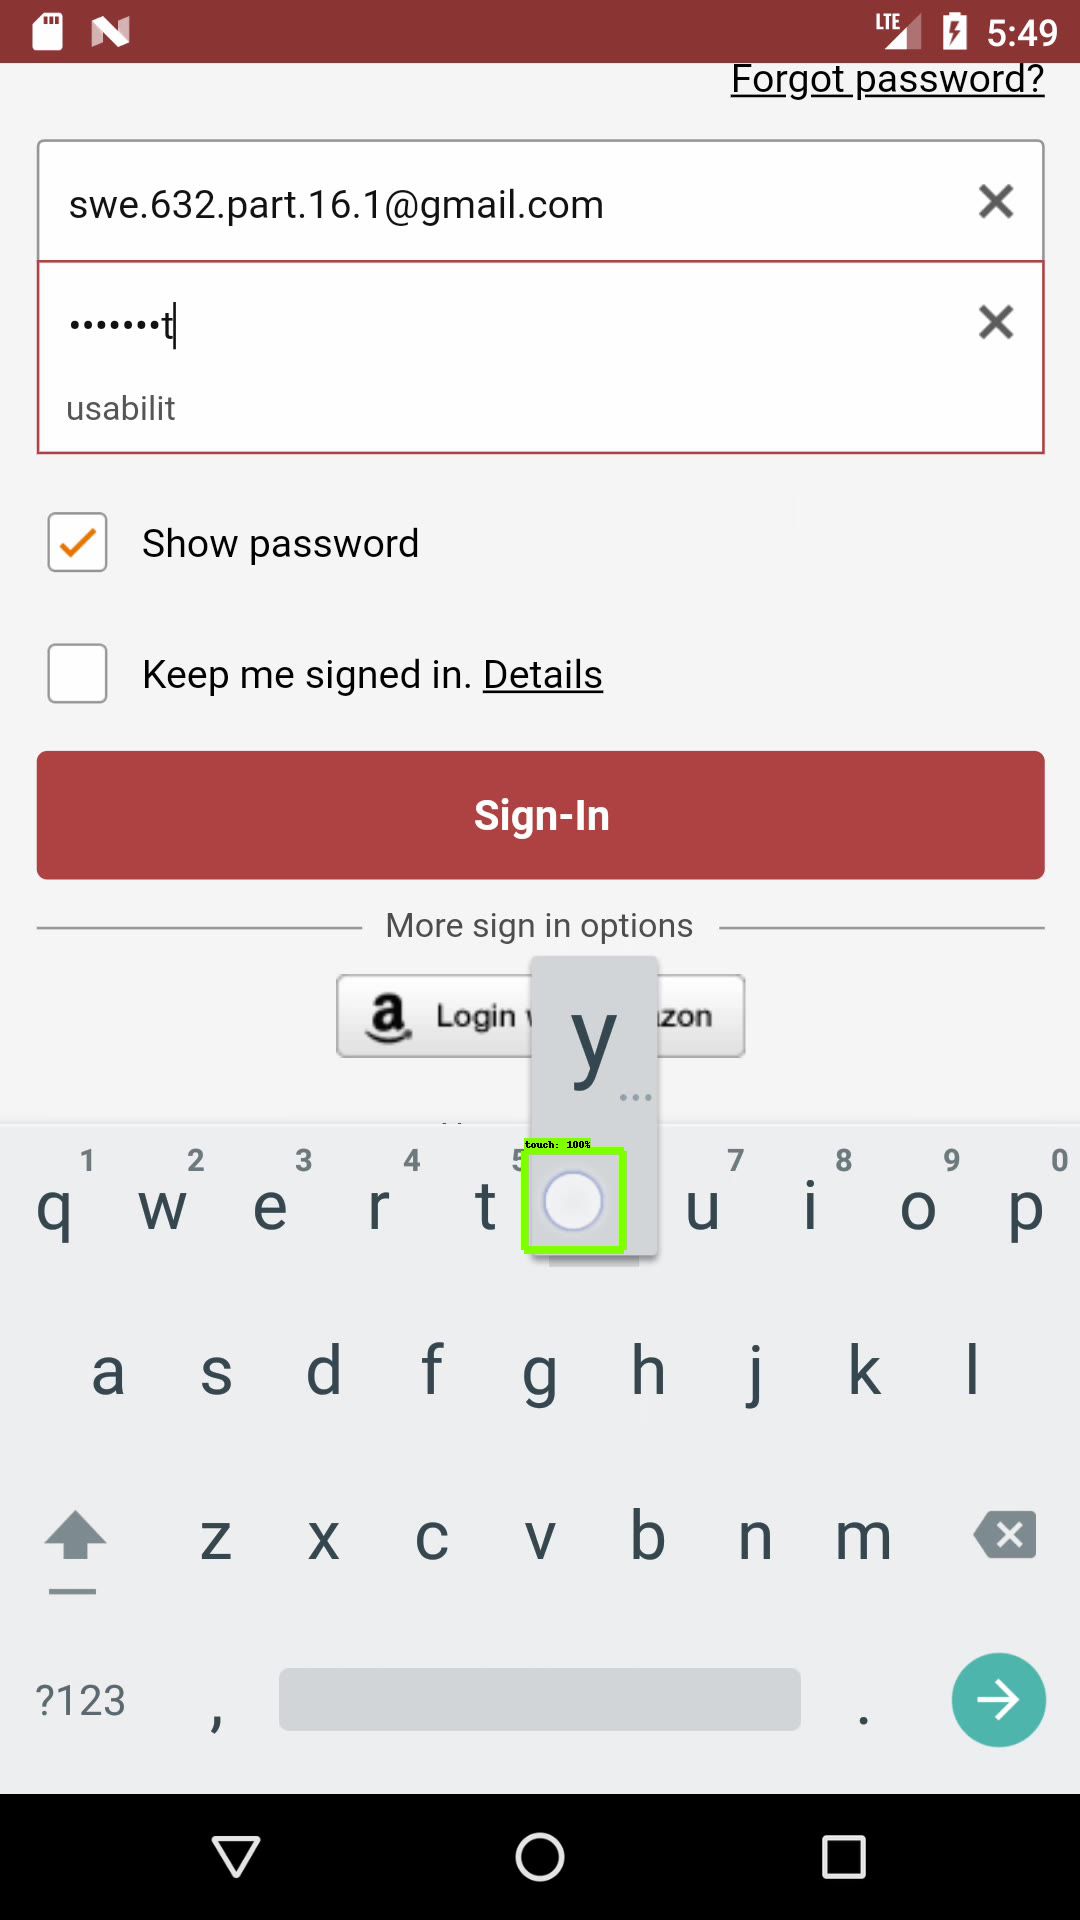 LTE 5:49
Forgot password?
swe.632.part.16.1@gmail.com
•••••••t
usabilit
Show password
Keep me signed in. Details
Sign-In
More sign in options
a Login zon
y
...
touch: 100%
1 2 3 4 5 7 8 9 0
q w e r t u i o p
a s d f g h j k l
z x c v b n m
?123 , .